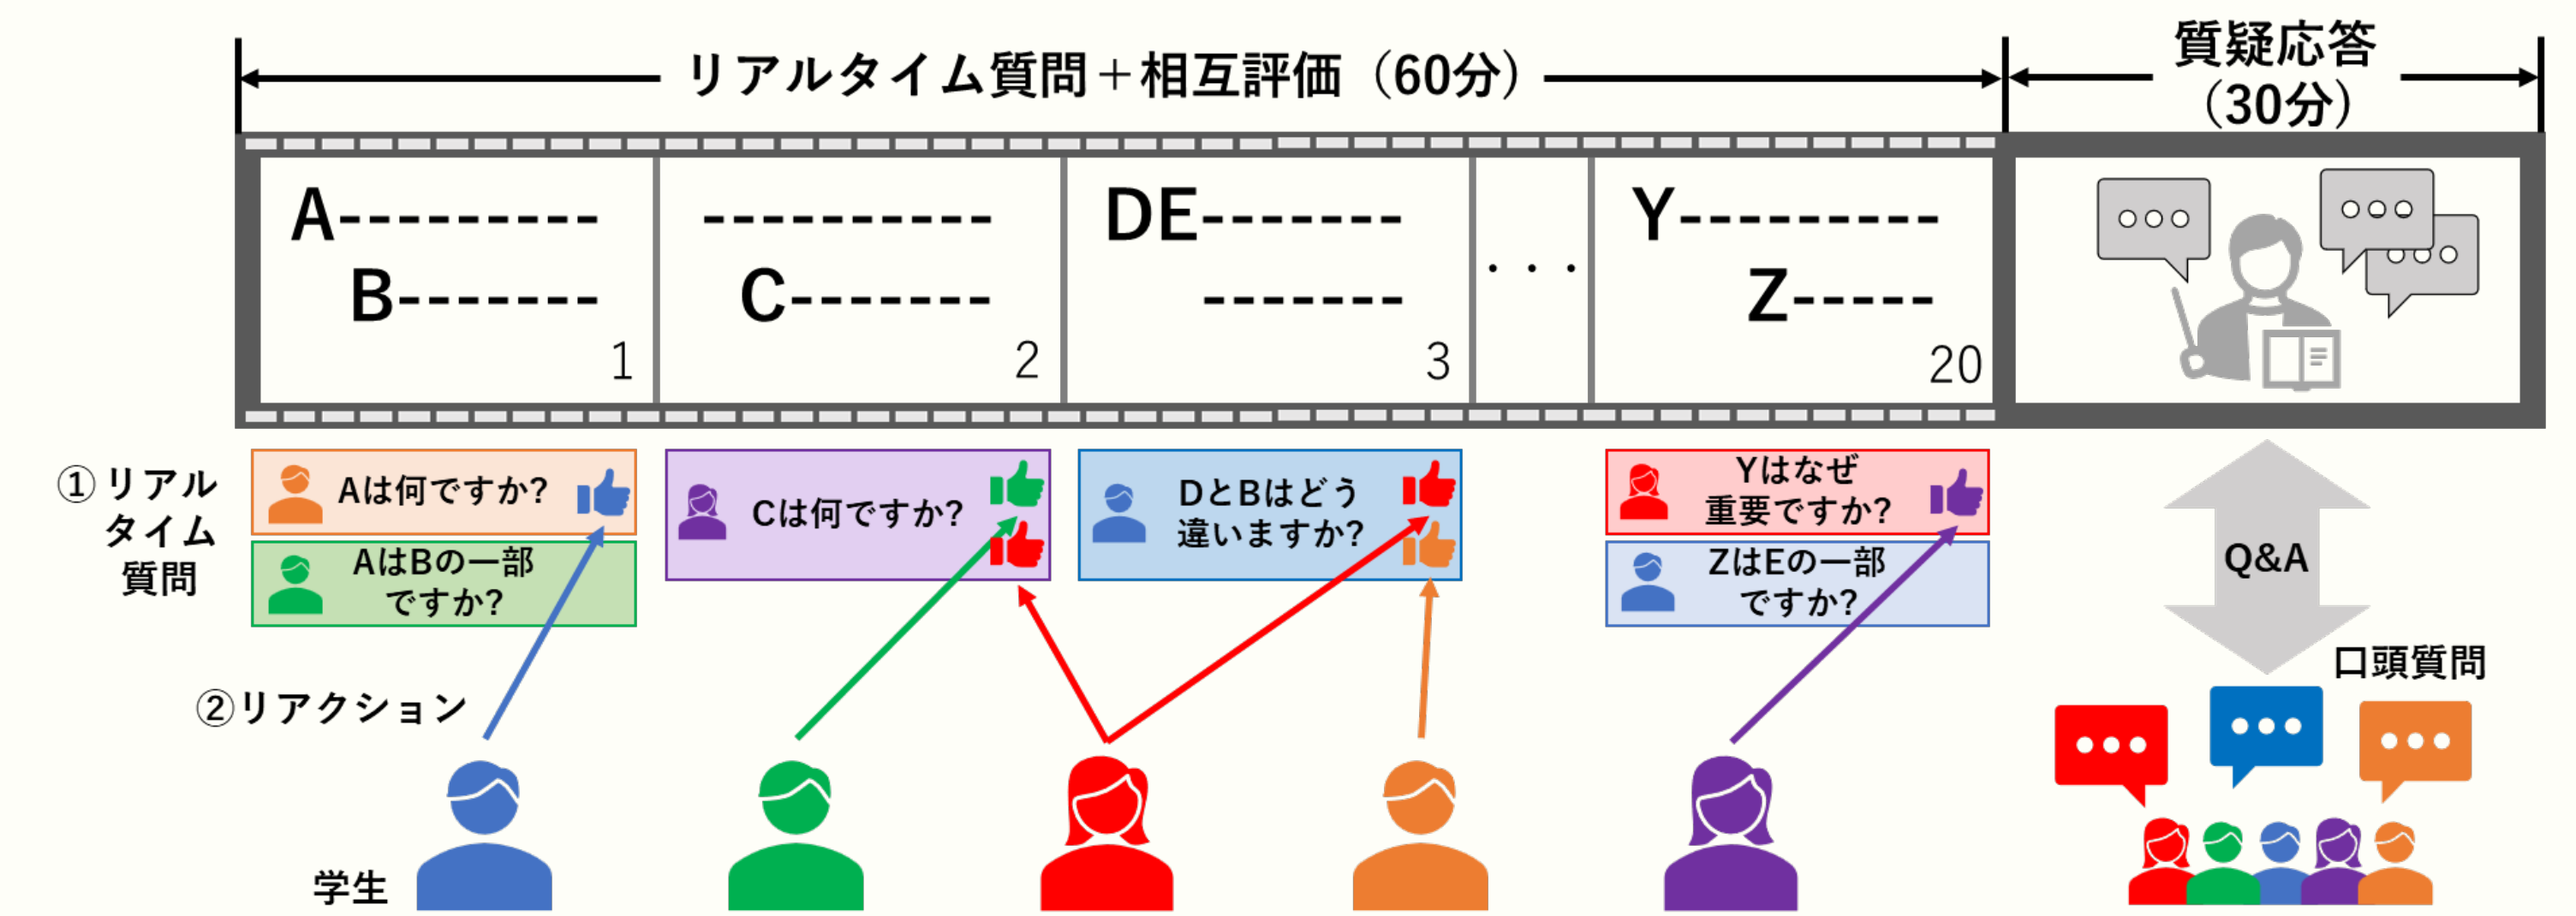 リアルタイム質問＋相互評価（60分）
質疑応答
（30分）
A---------
B-------
1
----------
C-------
2
DE-------
-------
3
・・・
Y---------
Z-----
20
①リアル
タイム
質問
Aは何ですか?
AはBの一部
ですか?
Cは何ですか?
DとBはどう
違いますか?
Yはなぜ
重要ですか?
ZはEの一部
ですか?
Q&A
口頭質問
②リアクション
学生